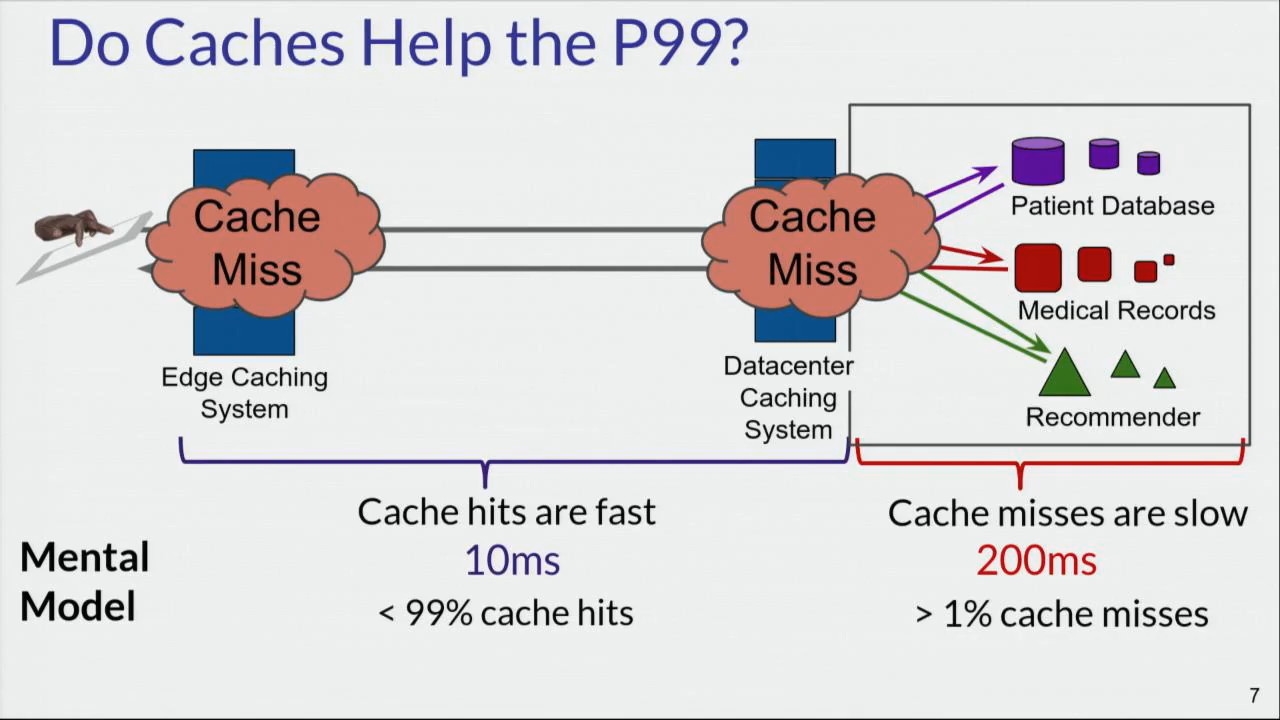 Do Caches Help the P99?
Cache
Miss
Cache
Miss
Patient Database
Medical Records
Recommender
Edge Caching
System
Datacenter
Caching
System
Cache hits are fast
10ms
< 99% cache hits
Cache misses are slow
200ms
> 1% cache misses
Mental
Model
7